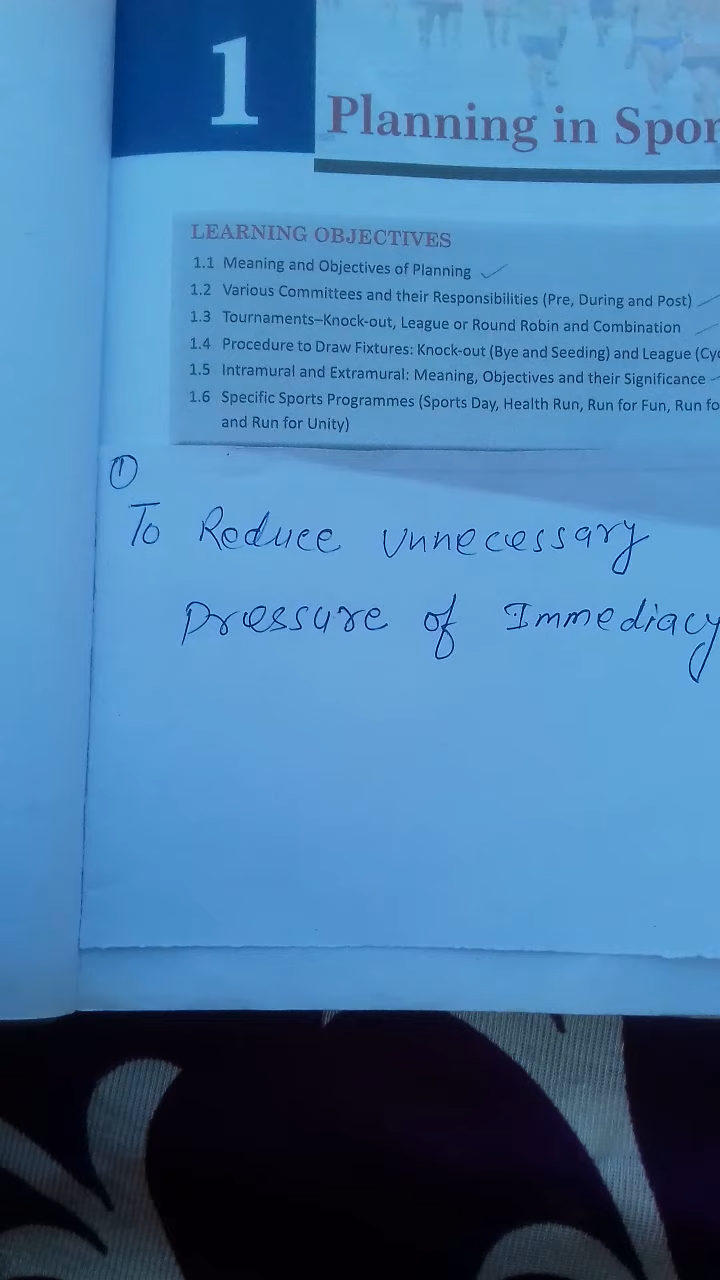 1
Planning in Spor
LEARNING OBJECTIVES
1.1 Meaning and Objectives of Planning
1.2 Various Committees and their Responsibilities (Pre, During and Post)
1.3 Tournaments–Knock-out, League or Round Robin and Combination
1.4 Procedure to Draw Fixtures: Knock-out (Bye and Seeding) and League (Cyc
1.5 Intramural and Extramural: Meaning, Objectives and their Significance
1.6 Specific Sports Programmes (Sports Day, Health Run, Run for Fun, Run fo
and Run for Unity)
①
To Reduce Unnecessary
Pressure of Immediacy